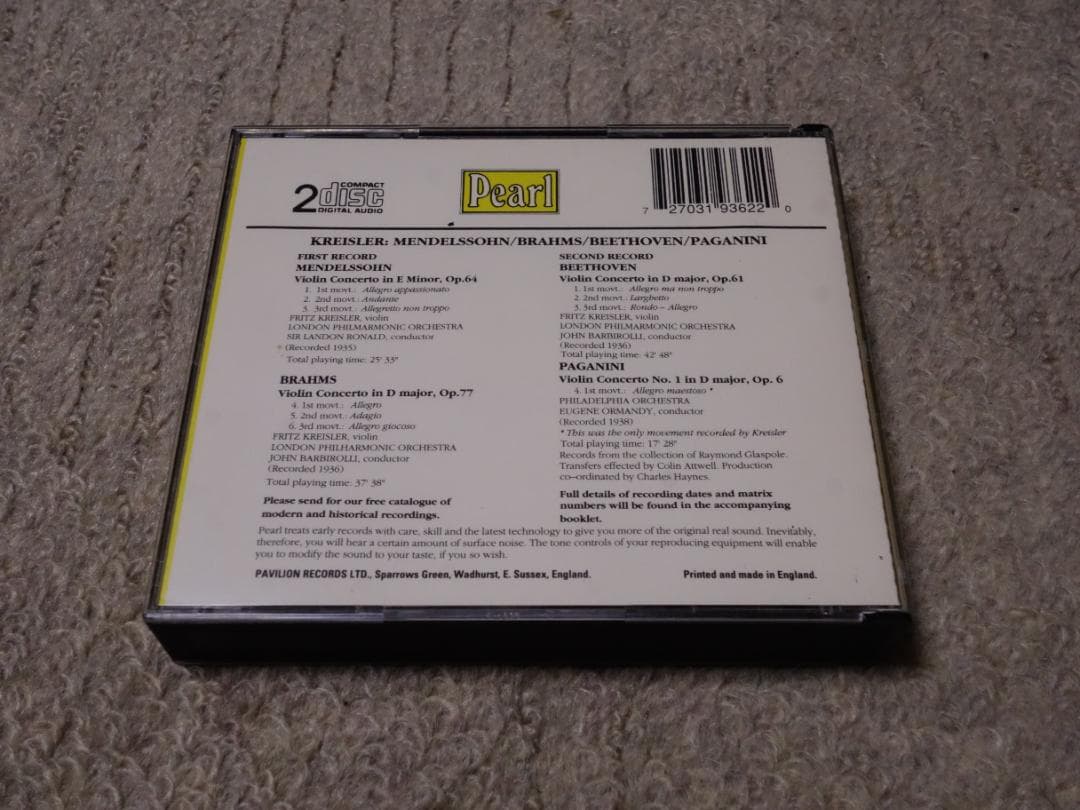 2 COMPACT
disc
DIGITAL AUDIO
Pearl
7 27031 93622 0
KREISLER: MENDELSSOHN/BRAHMS/BEETHOVEN/PAGANINI
FIRST RECORD
MENDELSSOHN
Violin Concerto in E Minor, Op.64
1. 1st movt.: Allegro appassionato
2. 2nd movt.: Andante
3. 3rd movt.: Allegretto non troppo
FRITZ KREISLER, violin
LONDON PHILMARMONIC ORCHESTRA
SIR LANDON RONALD, conductor
(Recorded 1935)
Total playing time: 25' 33"
BRAHMS
Violin Concerto in D major, Op.77
4. 1st movt.: Allegro
5. 2nd movt.: Adagio
6. 3rd movt.: Allegro giocoso
FRITZ KREISLER, violin
LONDON PHILHARMONIC ORCHESTRA
JOHN BARBIROLLI, conductor
(Recorded 1936)
Total playing time: 37' 38"
Please send for our free catalogue of
modern and historical recordings.
SECOND RECORD
BEETHOVEN
Violin Concerto in D major, Op.61
1. 1st movt.: Allegro ma non troppo
2. 2nd movt.: Larghetto
3. 3rd movt.: Rondo – Allegro
FRITZ KREISLER, violin
LONDON PHILHARMONIC ORCHESTRA
JOHN BARBIROLLI, conductor
(Recorded 1936)
Total playing time: 42' 48"
PAGANINI
Violin Concerto No. 1 in D major, Op. 6
4. 1st movt.: Allegro maestoso *
PHILADELPHIA ORCHESTRA
EUGENE ORMANDY, conductor
(Recorded 1938)
* This was the only movement recorded by Kreisler
Total playing time: 17' 28"
Records from the collection of Raymond Glaspole.
Transfers effected by Colin Attwell. Production
co-ordinated by Charles Haynes.
Full details of recording dates and matrix
numbers will be found in the accompanying
booklet.
Pearl treats early records with care, skill and the latest technology to give you more of the original real sound. Inevitably,
therefore, you will hear a certain amount of surface noise. The tone controls of your reproducing equipment will enable
you to modify the sound to your taste, if you so wish.
PAVILION RECORDS LTD., Sparrows Green, Wadhurst, E. Sussex, England.
Printed and made in England.